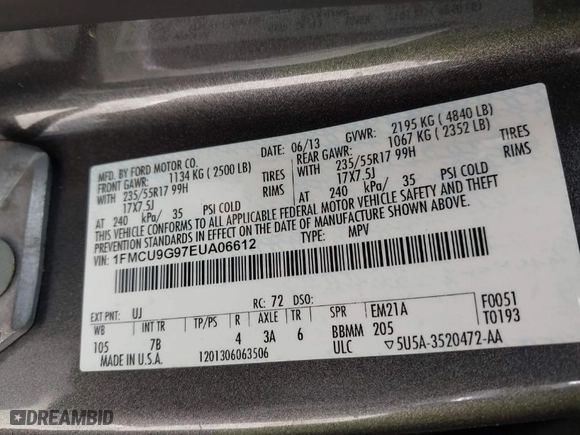 MFD. BY FORD MOTOR CO.
DATE: 06/13 GVWR: 2195 KG ( 4840 LB)
FRONT GAWR: 1134 KG ( 2500 LB) REAR GAWR: 1067 KG ( 2352 LB)
WITH 235/55R17 99H TIRES WITH 235/55R17 99H TIRES
17X7.5J RIMS 17X7.5J RIMS
AT 240 kPa/ 35 PSI COLD AT 240 kPa/ 35 PSI COLD
THIS VEHICLE CONFORMS TO ALL APPLICABLE FEDERAL MOTOR VEHICLE SAFETY AND THEFT
PREVENTION STANDARDS IN EFFECT ON THE DATE OF MANUFACTURE SHOWN ABOVE.
VIN: 1FMCU9G97EUA06612 TYPE: MPV
EXT PNT: UJ RC: 72 DSO: F0051
WB INT TR TP/PS R AXLE TR SPR EM21A T0193
105 7B 4 3A 6 BBMM 205
MADE IN U.S.A. 1201306063506 ULC ▽5U5A-3520472-AA
DREAMBID